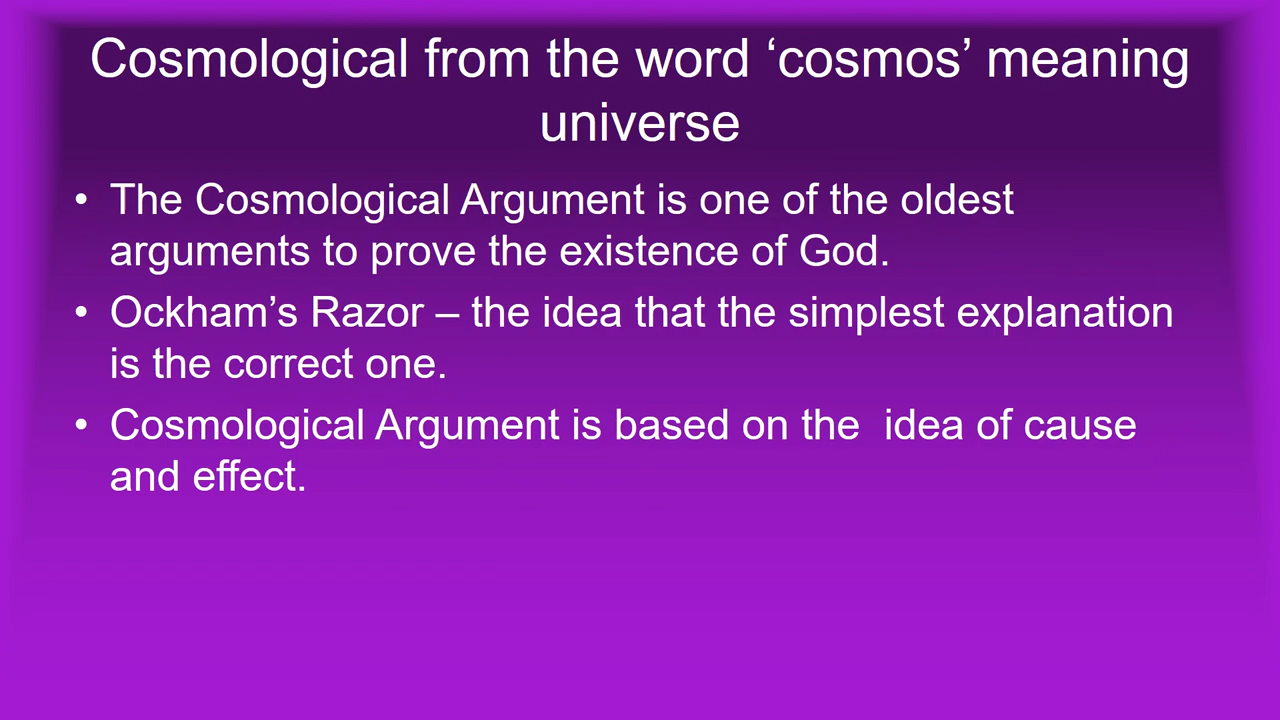 Cosmological from the word ‘cosmos’ meaning
universe
• The Cosmological Argument is one of the oldest
arguments to prove the existence of God.
• Ockham’s Razor – the idea that the simplest explanation
is the correct one.
• Cosmological Argument is based on the  idea of cause
and effect.